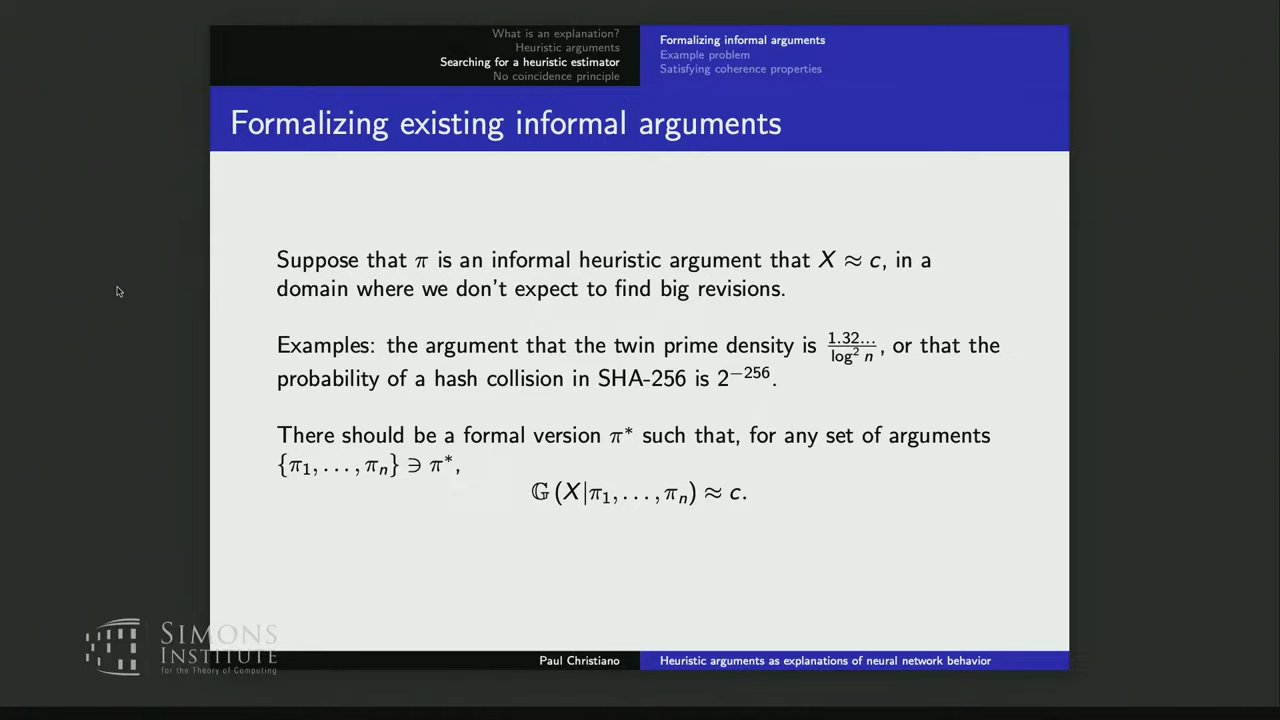 What is an explanation?
Heuristic arguments
Searching for a heuristic estimator
No coincidence principle
Formalizing informal arguments
Example problem
Satisfying coherence properties
Formalizing existing informal arguments
Suppose that π is an informal heuristic argument that X ≈ c, in a
domain where we don't expect to find big revisions.
Examples: the argument that the twin prime density is 1.32.../log² n, or that the
probability of a hash collision in SHA-256 is 2⁻²⁵⁶.
There should be a formal version π* such that, for any set of arguments
{π₁, . . . , πₙ} ∋ π*,
𝔾 (X|π₁, . . . , πₙ) ≈ c.
SIMONS
INSTITUTE
for the Theory of Computing
Paul Christiano
Heuristic arguments as explanations of neural network behavior